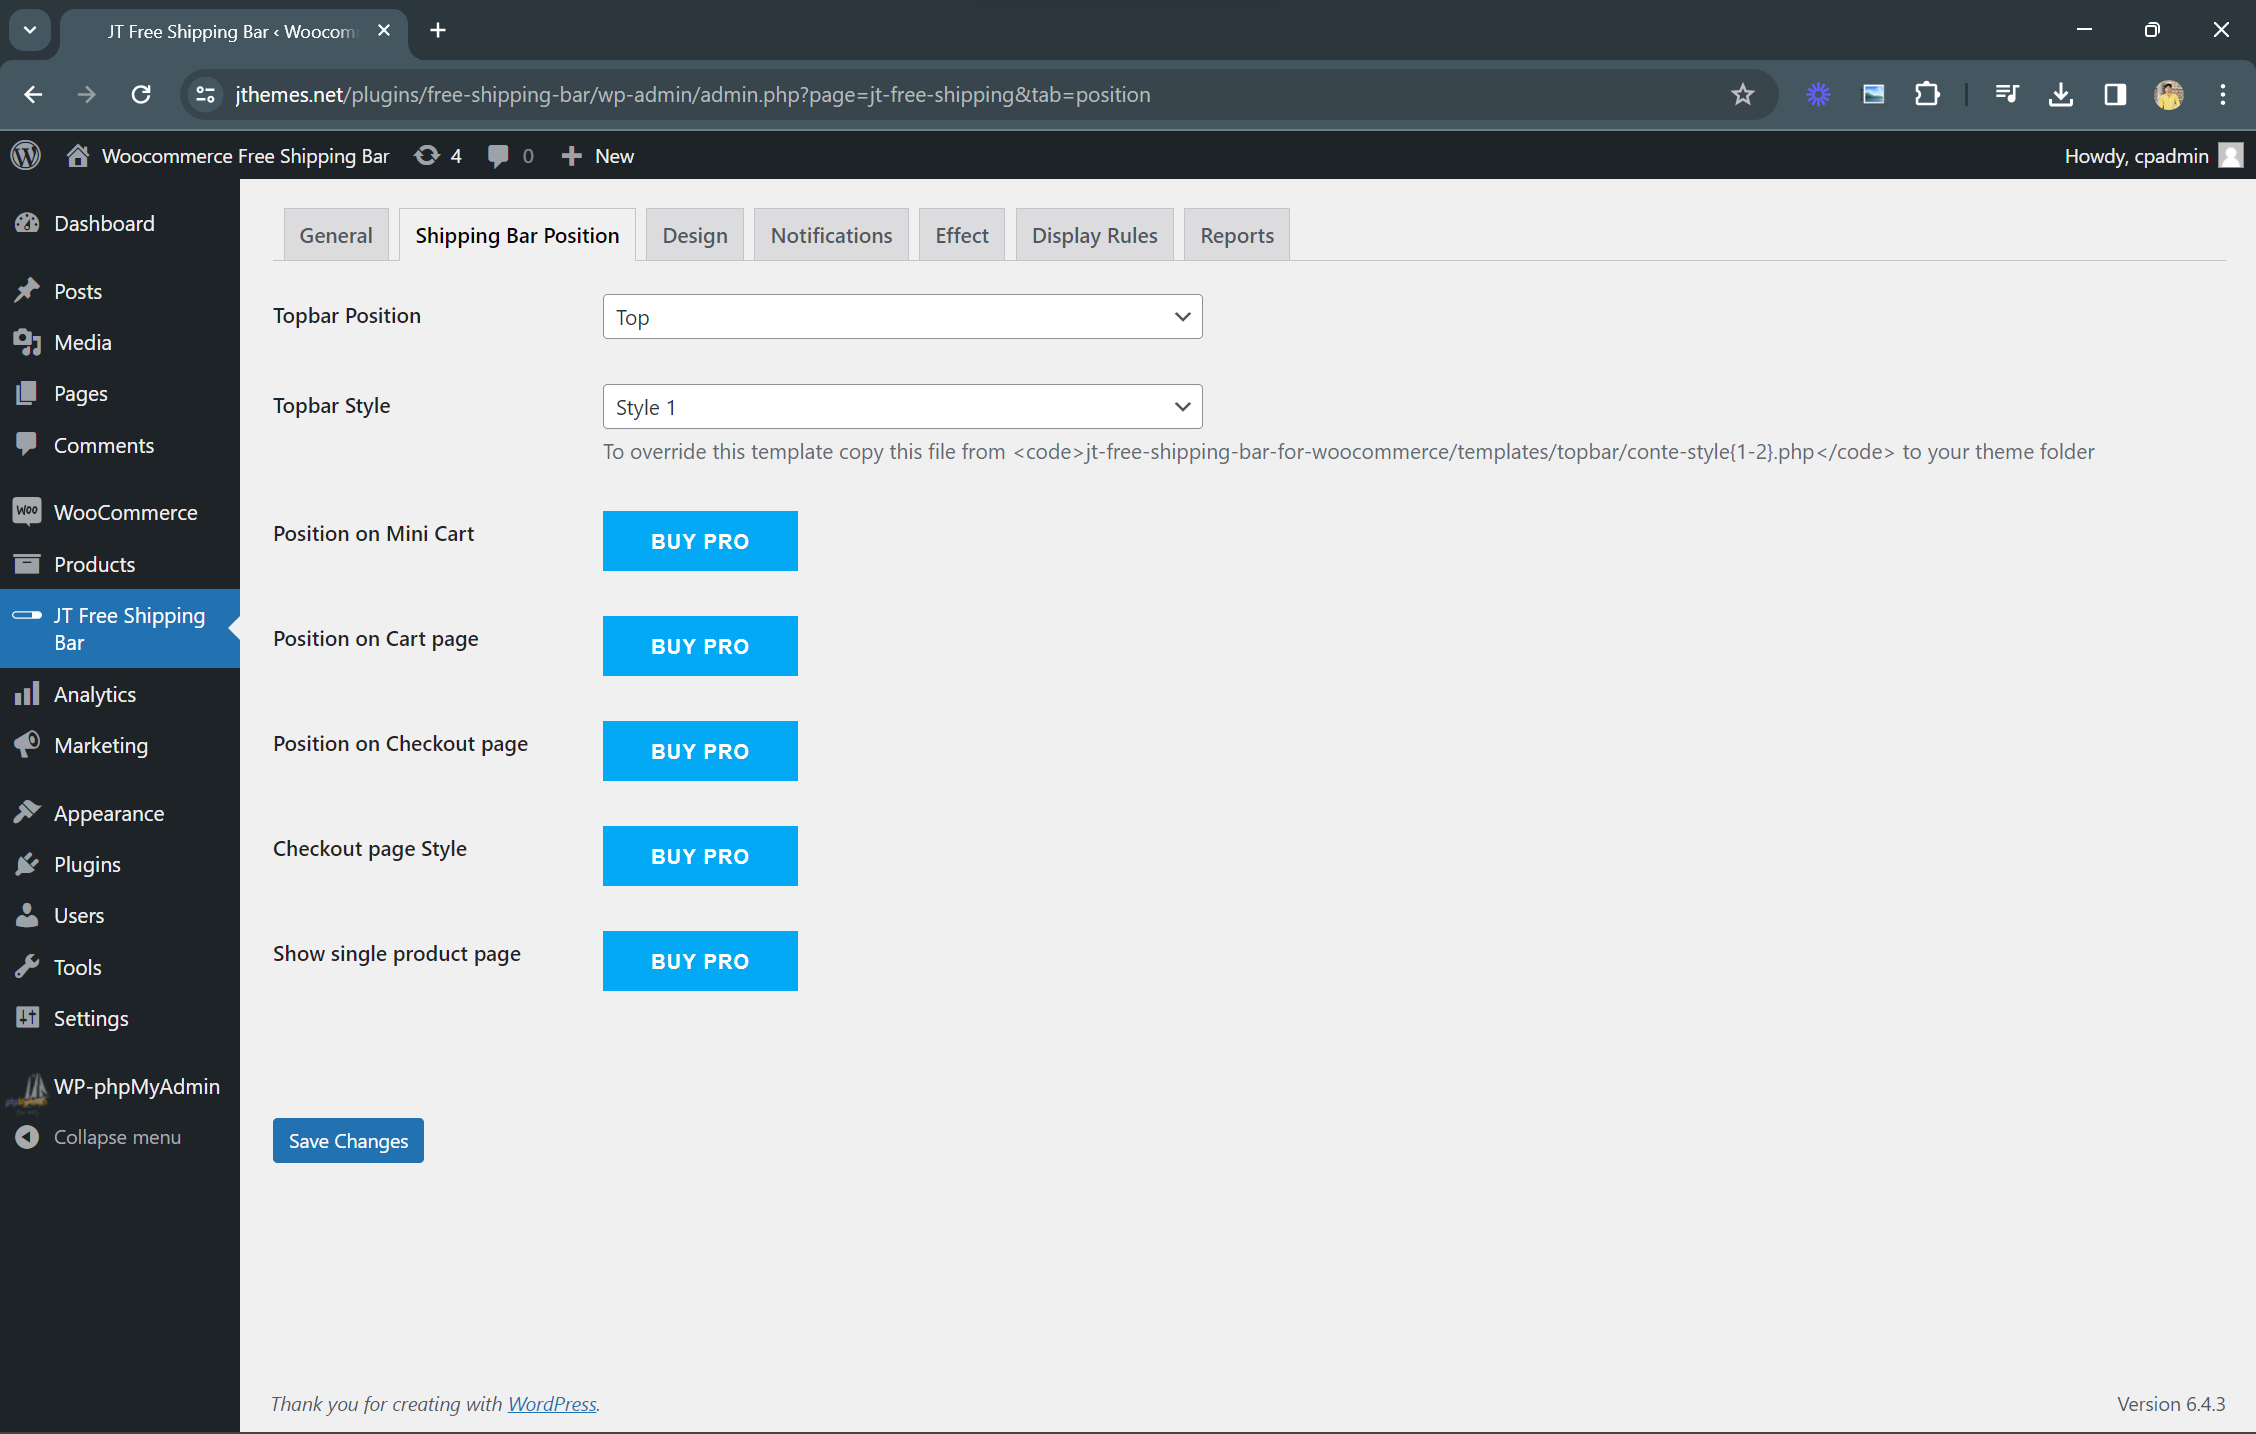 JT Free Shipping Bar ‹ Woocom
jthemes.net/plugins/free-shipping-bar/wp-admin/admin.php?page=jt-free-shipping&tab=position
Woocommerce Free Shipping Bar 4 0 New Howdy, cpadmin
Dashboard
Posts
Media
Pages
Comments
WooCommerce
Products
JT Free Shipping
Bar
Analytics
Marketing
Appearance
Plugins
Users
Tools
Settings
WP-phpMyAdmin
Collapse menu
General Shipping Bar Position Design Notifications Effect Display Rules Reports
Topbar Position Top
Topbar Style Style 1
To override this template copy this file from <code>jt-free-shipping-bar-for-woocommerce/templates/topbar/conte-style{1-2}.php</code> to your theme folder
Position on Mini Cart BUY PRO
Position on Cart page BUY PRO
Position on Checkout page BUY PRO
Checkout page Style BUY PRO
Show single product page BUY PRO
Save Changes
Thank you for creating with WordPress. Version 6.4.3